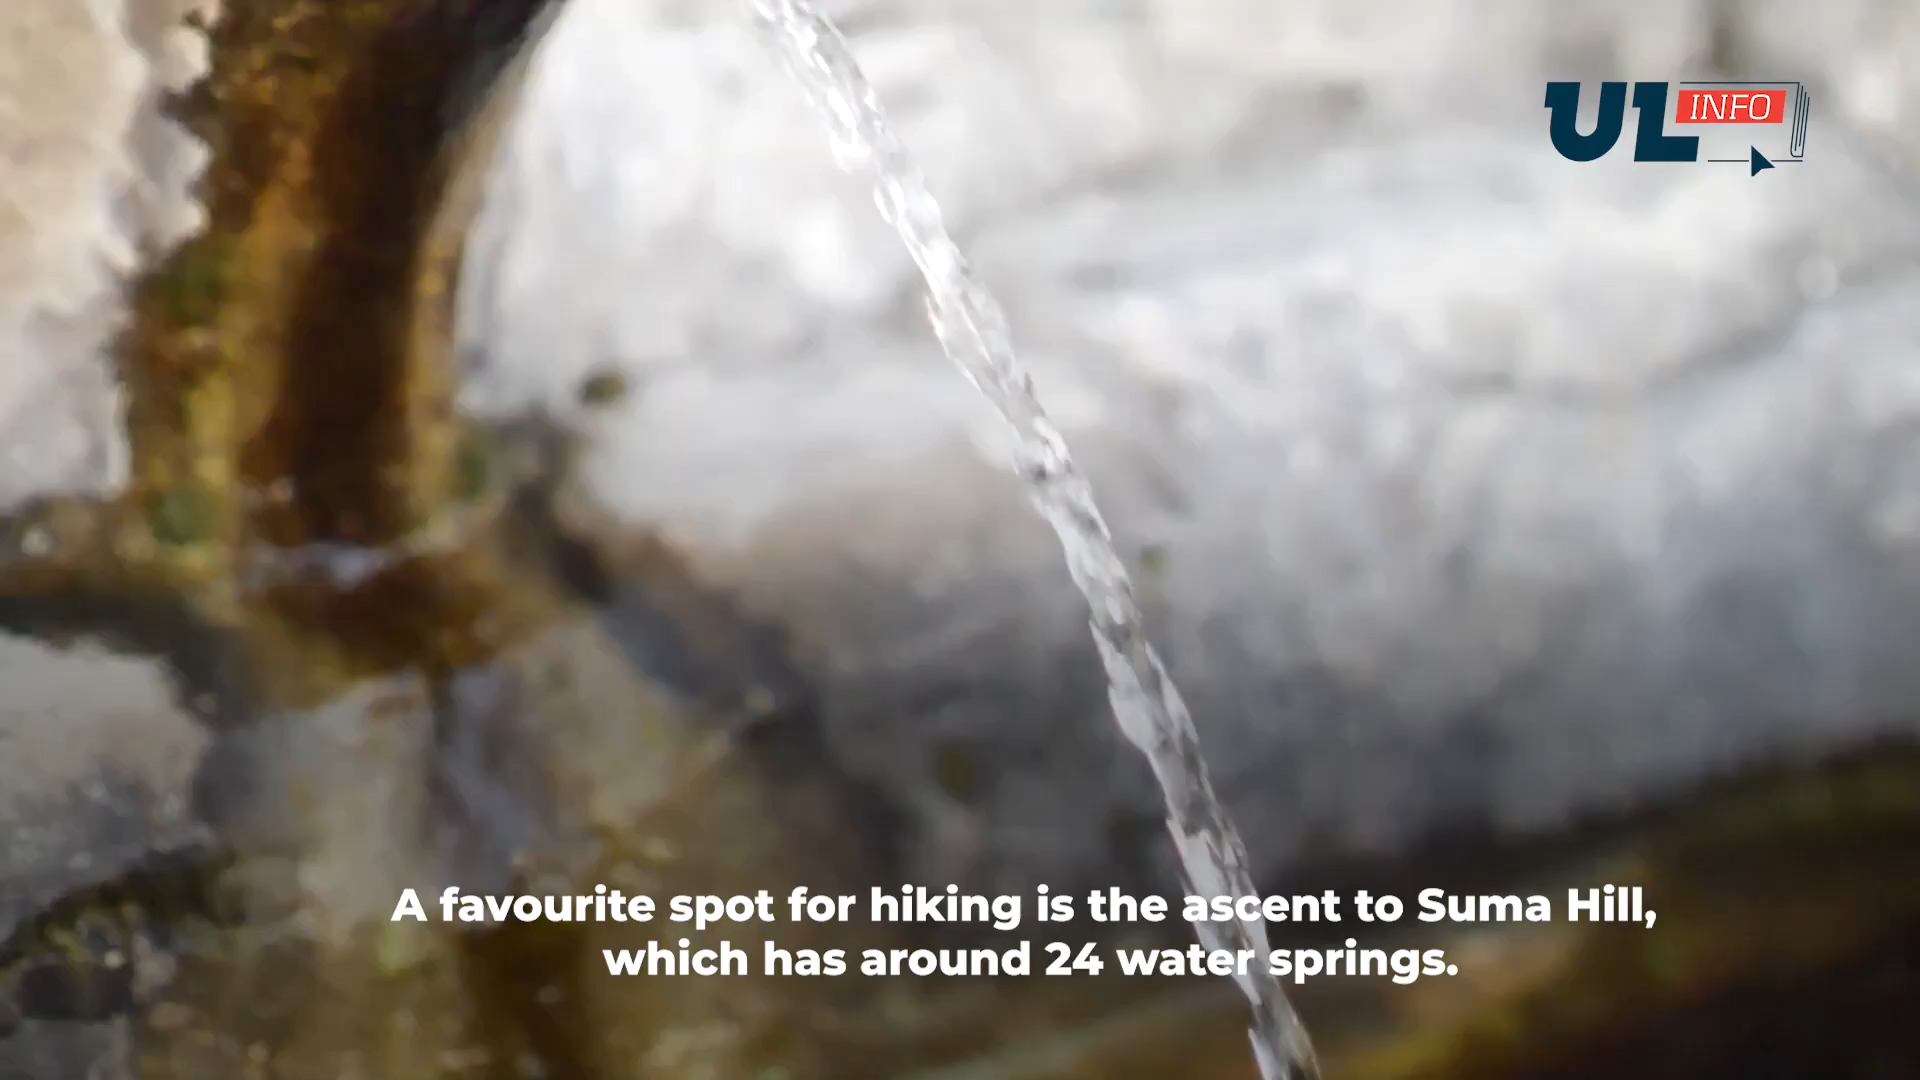 UL INFO
A favourite spot for hiking is the ascent to Suma Hill,
which has around 24 water springs.